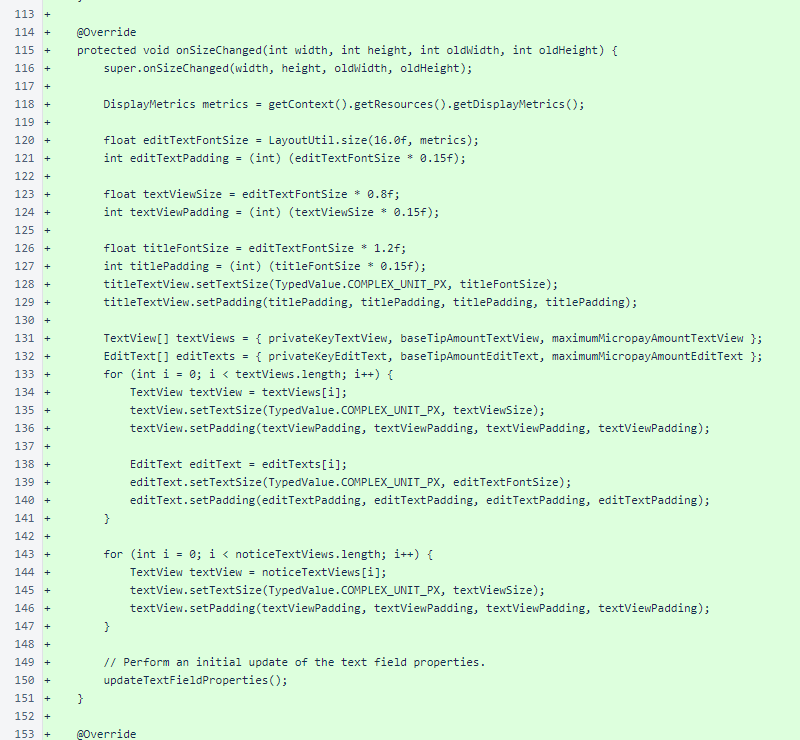 113 +
114 + @Override
115 + protected void onSizeChanged(int width, int height, int oldWidth, int oldHeight) {
116 + super.onSizeChanged(width, height, oldWidth, oldHeight);
117 +
118 + DisplayMetrics metrics = getContext().getResources().getDisplayMetrics();
119 +
120 + float editTextFontSize = LayoutUtil.size(16.0f, metrics);
121 + int editTextPadding = (int) (editTextFontSize * 0.15f);
122 +
123 + float textViewSize = editTextFontSize * 0.8f;
124 + int textViewPadding = (int) (textViewSize * 0.15f);
125 +
126 + float titleFontSize = editTextFontSize * 1.2f;
127 + int titlePadding = (int) (titleFontSize * 0.15f);
128 + titleTextView.setTextSize(TypedValue.COMPLEX_UNIT_PX, titleFontSize);
129 + titleTextView.setPadding(titlePadding, titlePadding, titlePadding, titlePadding);
130 +
131 + TextView[] textViews = { privateKeyTextView, baseTipAmountTextView, maximumMicropayAmountTextView };
132 + EditText[] editTexts = { privateKeyEditText, baseTipAmountEditText, maximumMicropayAmountEditText };
133 + for (int i = 0; i < textViews.length; i++) {
134 + TextView textView = textViews[i];
135 + textView.setTextSize(TypedValue.COMPLEX_UNIT_PX, textViewSize);
136 + textView.setPadding(textViewPadding, textViewPadding, textViewPadding, textViewPadding);
137 +
138 + EditText editText = editTexts[i];
139 + editText.setTextSize(TypedValue.COMPLEX_UNIT_PX, editTextFontSize);
140 + editText.setPadding(editTextPadding, editTextPadding, editTextPadding, editTextPadding);
141 + }
142 +
143 + for (int i = 0; i < noticeTextViews.length; i++) {
144 + TextView textView = noticeTextViews[i];
145 + textView.setTextSize(TypedValue.COMPLEX_UNIT_PX, textViewSize);
146 + textView.setPadding(textViewPadding, textViewPadding, textViewPadding, textViewPadding);
147 + }
148 +
149 + // Perform an initial update of the text field properties.
150 + updateTextFieldProperties();
151 + }
152 +
153 + @Override